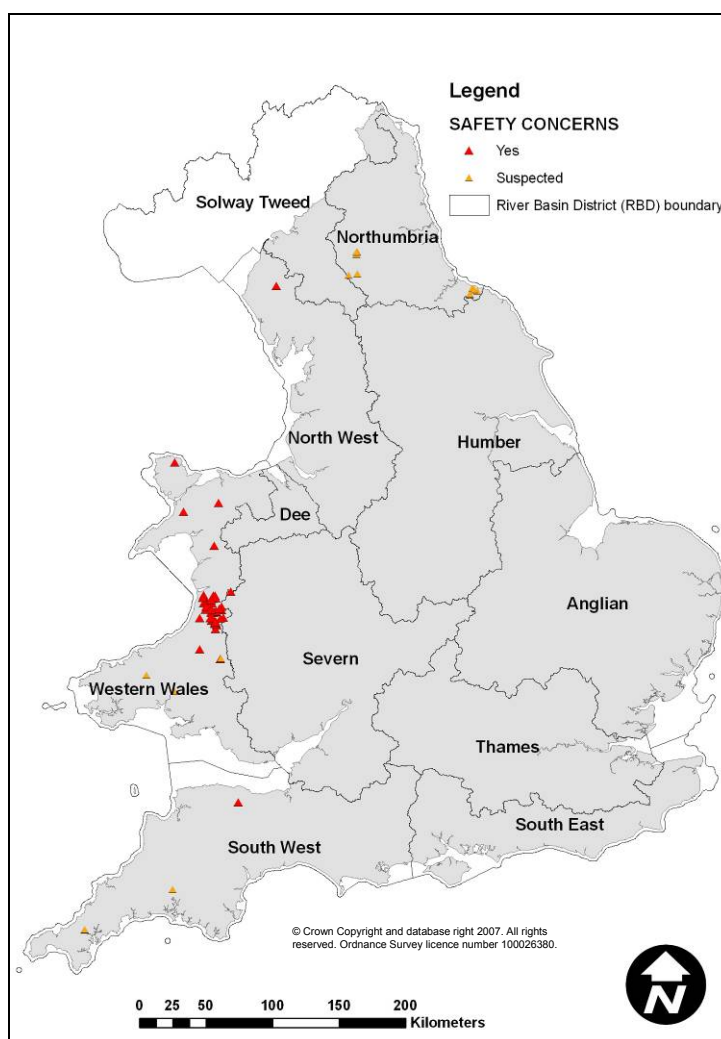 Legend
SAFETY CONCERNS
Yes
Suspected
River Basin District (RBD) boundary
Solway Tweed
Northumbria
North West
Humber
Dee
Anglian
Severn
Western Wales
Thames
South East
South West
© Crown Copyright and database right 2007. All rights
reserved. Ordnance Survey licence number 100026380.
N
0 25 50 100 150 200
Kilometers